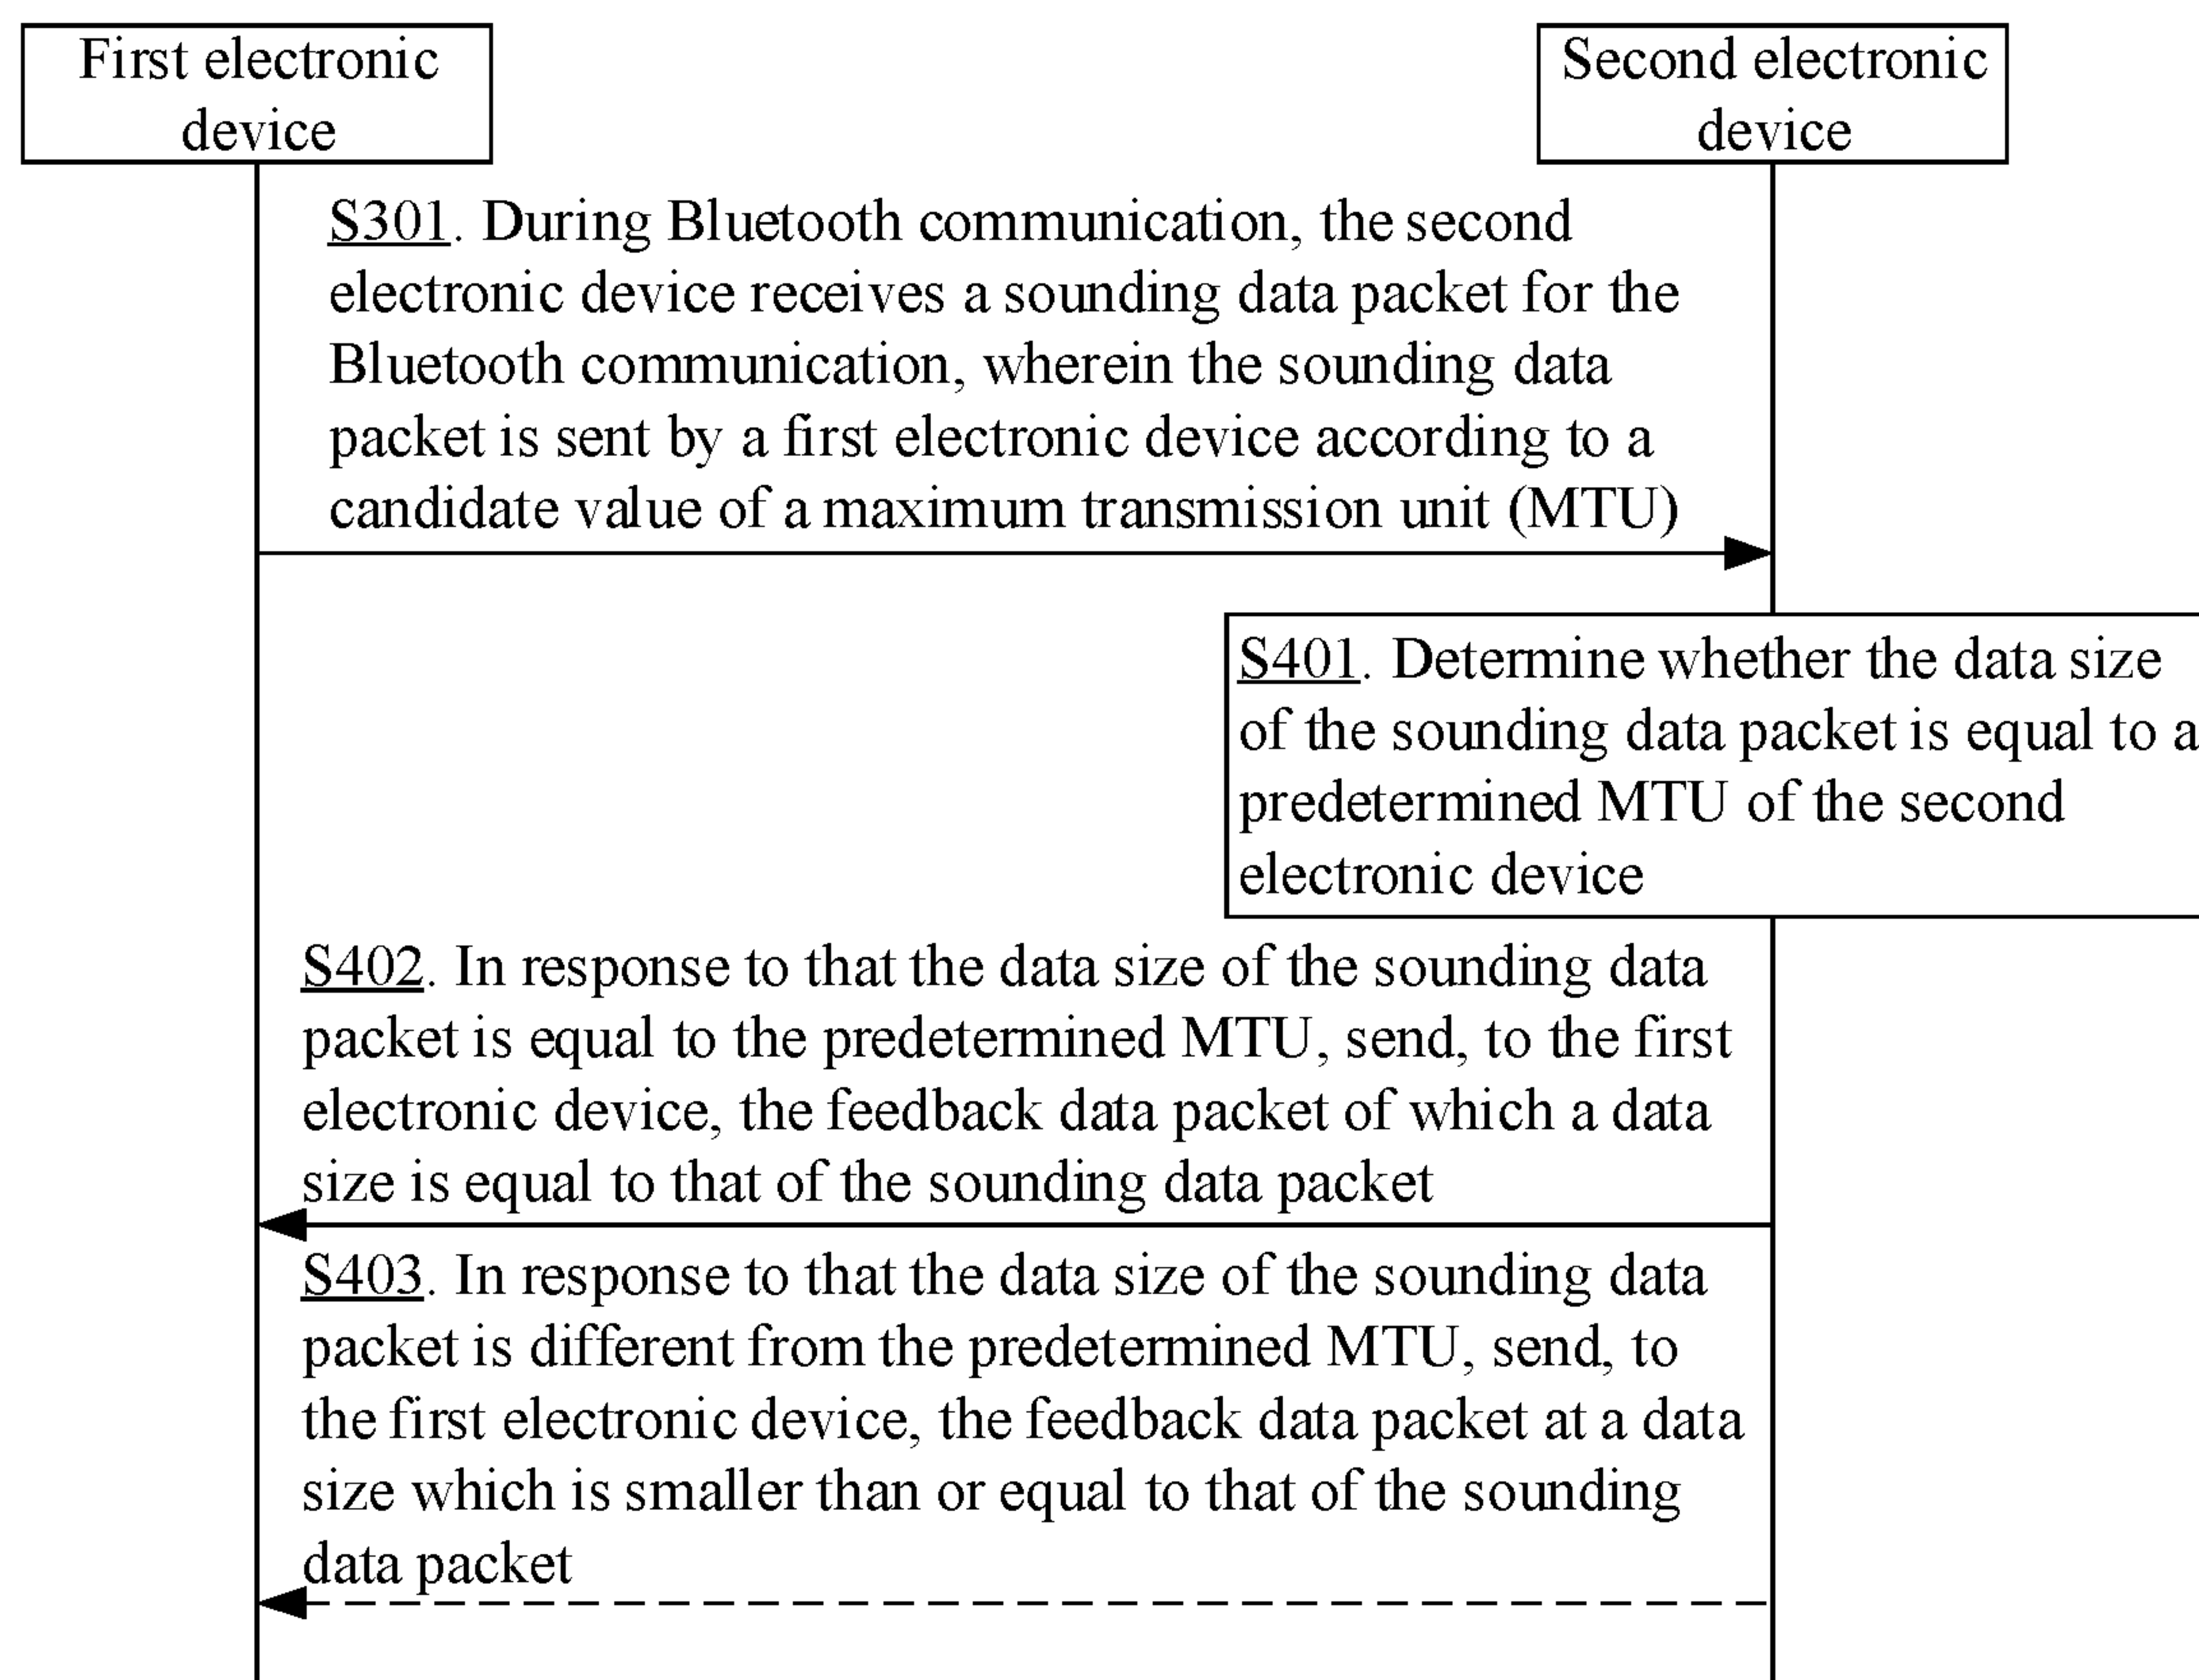 First electronic
device
Second electronic
device
S301. During Bluetooth communication, the second
electronic device receives a sounding data packet for the
Bluetooth communication, wherein the sounding data
packet is sent by a first electronic device according to a
candidate value of a maximum transmission unit (MTU)
S401. Determine whether the data size
of the sounding data packet is equal to a
predetermined MTU of the second
electronic device
S402. In response to that the data size of the sounding data
packet is equal to the predetermined MTU, send, to the first
electronic device, the feedback data packet of which a data
size is equal to that of the sounding data packet
S403. In response to that the data size of the sounding data
packet is different from the predetermined MTU, send, to
the first electronic device, the feedback data packet at a data
size which is smaller than or equal to that of the sounding
data packet